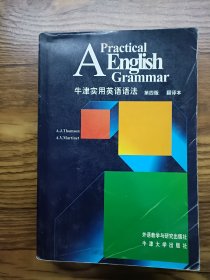 A Practical
English
Grammar
牛津实用英语语法 第四版 翻译本
A.J.Thomson
A.V.Martinet
外语教学与研究出版社
牛津大学出版社